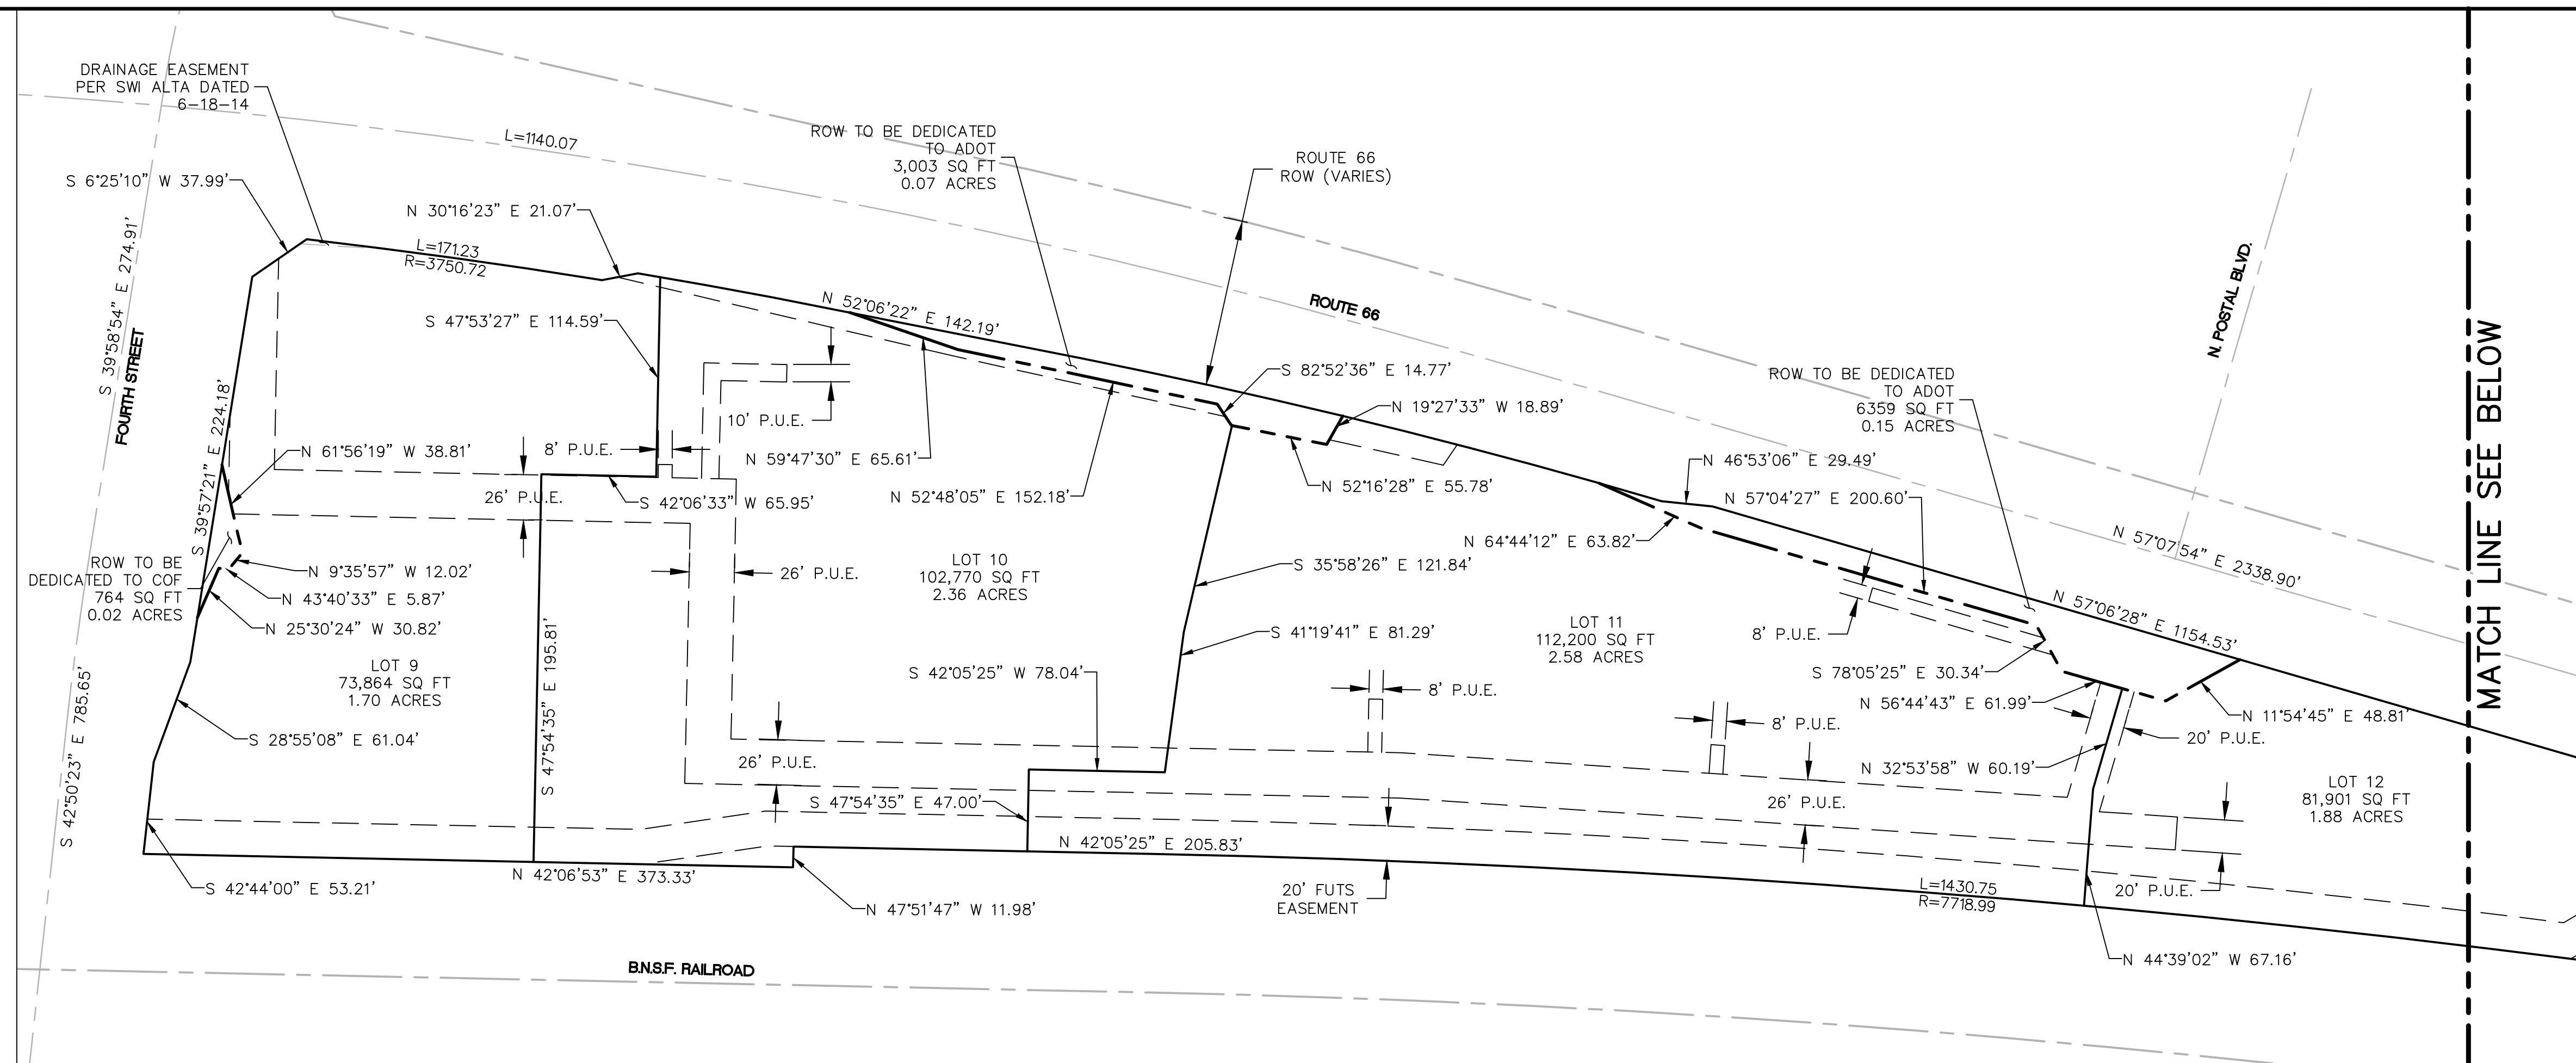 DRAINAGE EASEMENT
PER SWI ALTA DATED
6-18-14
L=1140.07
ROW TO BE DEDICATED
TO ADOT
3,003 SQ FT
0.07 ACRES
ROUTE 66
ROW (VARIES)
S 6°25'10" W 37.99'
N 30°16'23" E 21.07'
L=171.23
R=3750.72
S 39°58'54" E 274.91'
FOURTH STREET
S 47°53'27" E 114.59'
N 52°06'22" E 142.19'
ROUTE 66
N. POSTAL BLVD.
MATCH LINE SEE BELOW
S 82°52'36" E 14.77'
N 19°27'33" W 18.89'
ROW TO BE DEDICATED
TO ADOT
6359 SQ FT
0.15 ACRES
10' P.U.E.
8' P.U.E.
N 59°47'30" E 65.61'
N 61°56'19" W 38.81'
S 39°57'21" E 224.18'
26' P.U.E.
S 42°06'33" W 65.95'
N 52°48'05" E 152.18'
N 52°16'28" E 55.78'
N 46°53'06" E 29.49'
N 57°04'27" E 200.60'
N 64°44'12" E 63.82'
N 57°07'54" E 2338.90'
ROW TO BE
DEDICATED TO COF
764 SQ FT
0.02 ACRES
N 9°35'57" W 12.02'
N 43°40'33" E 5.87'
N 25°30'24" W 30.82'
26' P.U.E.
LOT 10
102,770 SQ FT
2.36 ACRES
S 35°58'26" E 121.84'
S 41°19'41" E 81.29'
LOT 11
112,200 SQ FT
2.58 ACRES
8' P.U.E.
N 57°06'28" E 1154.53'
S 78°05'25" E 30.34'
N 56°44'43" E 61.99'
N 11°54'45" E 48.81'
LOT 9
73,864 SQ FT
1.70 ACRES
S 47°54'35" E 195.81'
S 42°05'25" W 78.04'
8' P.U.E.
8' P.U.E.
20' P.U.E.
S 42°50'23" E 785.65'
S 28°55'08" E 61.04'
26' P.U.E.
N 32°53'58" W 60.19'
LOT 12
81,901 SQ FT
1.88 ACRES
S 47°54'35" E 47.00'
26' P.U.E.
N 42°05'25" E 205.83'
S 42°44'00" E 53.21'
N 42°06'53" E 373.33'
N 47°51'47" W 11.98'
20' FUTS
EASEMENT
L=1430.75
R=7718.99
20' P.U.E.
N 44°39'02" W 67.16'
B.N.S.F. RAILROAD